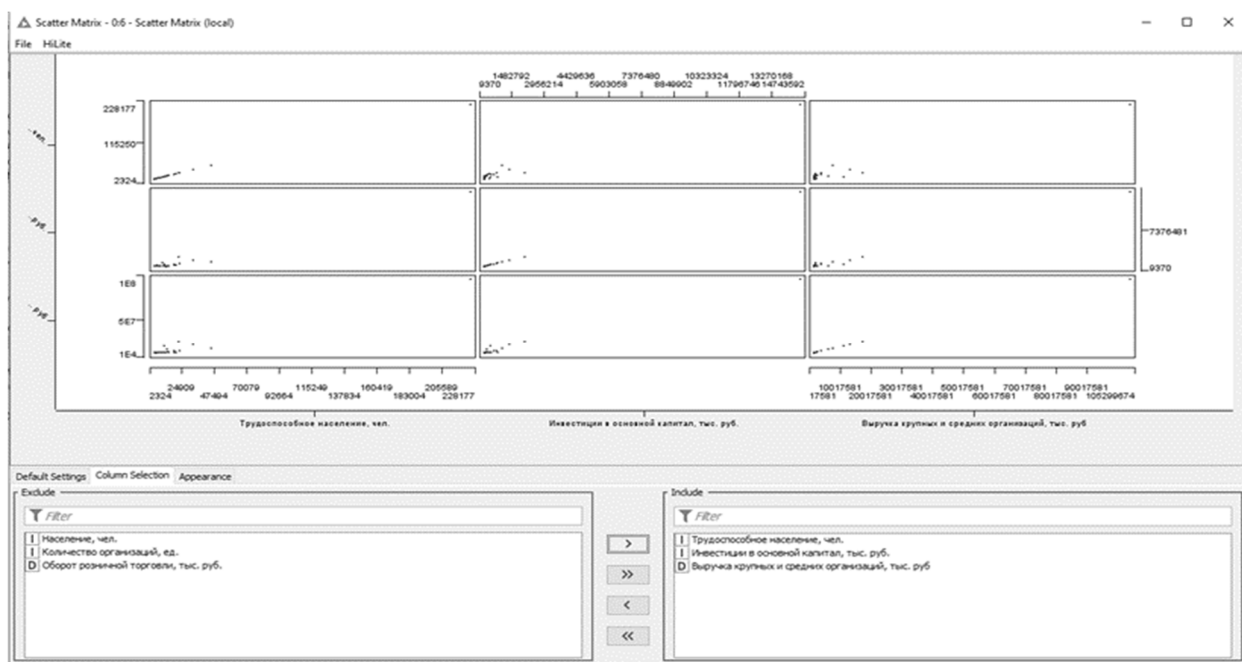 Scatter Matrix - 0:6 - Scatter Matrix (local)
File HiLite
1482792 4429636 7376480 10323324 13270168
9370 2956214 5903058 8849902 11796746 14743592
228177
115250
2324
чел.
руб
7376481
9370
1E8
5E7
1E4
руб
24909 70079 115249 160419 205589
2324 47494 92664 137834 183004 228177
10017581 30017581 50017581 70017581 90017581
17581 20017581 40017581 60017581 80017581 105299674
Трудоспособное население, чел.
Инвестиции в основной капитал, тыс. руб.
Выручка крупных и средних организаций, тыс. руб
Default Settings Column Selection Appearance
Exclude
Include
Filter
Filter
I Население, чел.
I Количество организаций, ед.
D Оборот розничной торговли, тыс. руб.
> 
>>
<
<<
I Трудоспособное население, чел.
I Инвестиции в основной капитал, тыс. руб.
D Выручка крупных и средних организаций, тыс. руб